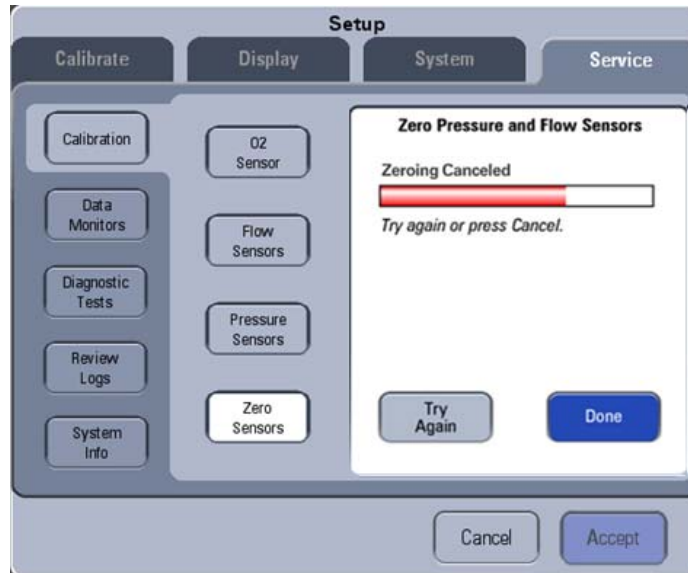 Setup
Calibrate
Display
System
Service
Calibration
Data
Monitors
Diagnostic
Tests
Review
Logs
System
Info
O2
Sensor
Flow
Sensors
Pressure
Sensors
Zero
Sensors
Zero Pressure and Flow Sensors
Zeroing Canceled
Try again or press Cancel.
Try
Again
Done
Cancel
Accept